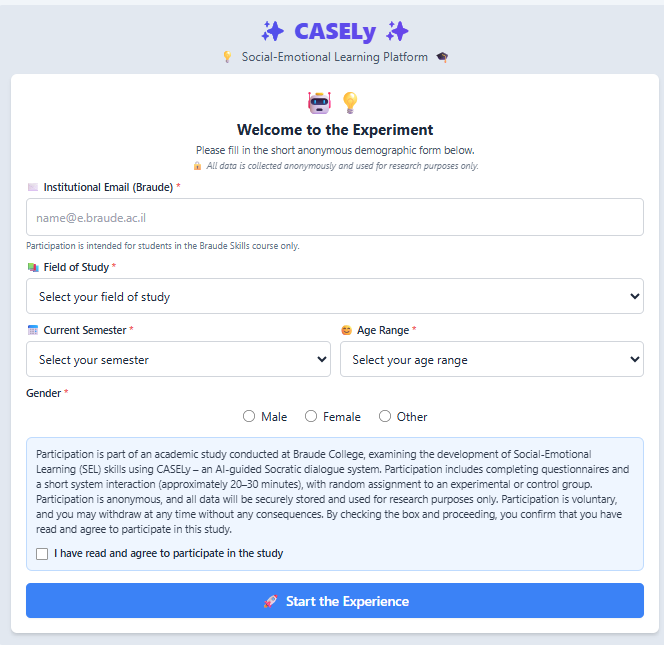 ✨ CASELy ✨
💡 Social-Emotional Learning Platform 🎓
Welcome to the Experiment
Please fill in the short anonymous demographic form below.
🔒 All data is collected anonymously and used for research purposes only.
Institutional Email (Braude) *
name@e.braude.ac.il
Participation is intended for students in the Braude Skills course only.
📚 Field of Study *
Select your field of study
📅 Current Semester *
😊 Age Range *
Select your semester
Select your age range
Gender *
Male Female Other
Participation is part of an academic study conducted at Braude College, examining the development of Social-Emotional
Learning (SEL) skills using CASELy – an AI-guided Socratic dialogue system. Participation includes completing questionnaires and
a short system interaction (approximately 20–30 minutes), with random assignment to an experimental or control group.
Participation is anonymous, and all data will be securely stored and used for research purposes only. Participation is voluntary,
and you may withdraw at any time without any consequences. By checking the box and proceeding, you confirm that you have
read and agree to participate in this study.
I have read and agree to participate in the study
🚀 Start the Experience